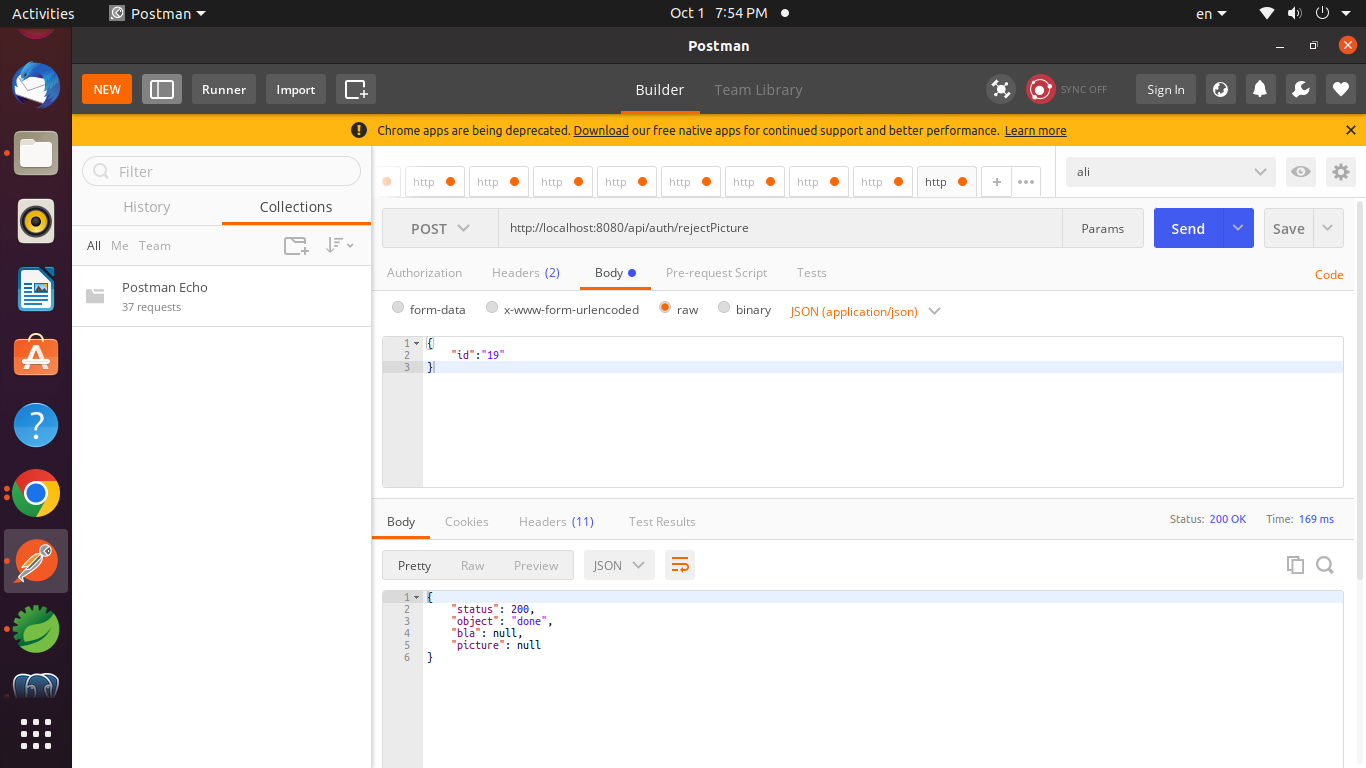 Activities Postman Oct 1 7:54 PM en
Postman
NEW Runner Import Builder Team Library SYNC OFF Sign In
Chrome apps are being deprecated. Download our free native apps for continued support and better performance. Learn more
Filter
History Collections
All Me Team
Postman Echo
37 requests
http http http http http http http http http + ali
POST http://localhost:8080/api/auth/rejectPicture Params Send Save
Authorization Headers (2) Body Pre-request Script Tests Code
form-data x-www-form-urlencoded raw binary JSON (application/json)
1 {
2 "id":"19"
3 }
Body Cookies Headers (11) Test Results Status: 200 OK Time: 169 ms
Pretty Raw Preview JSON
1 {
2 "status": 200,
3 "object": "done",
4 "bla": null,
5 "picture": null
6 }